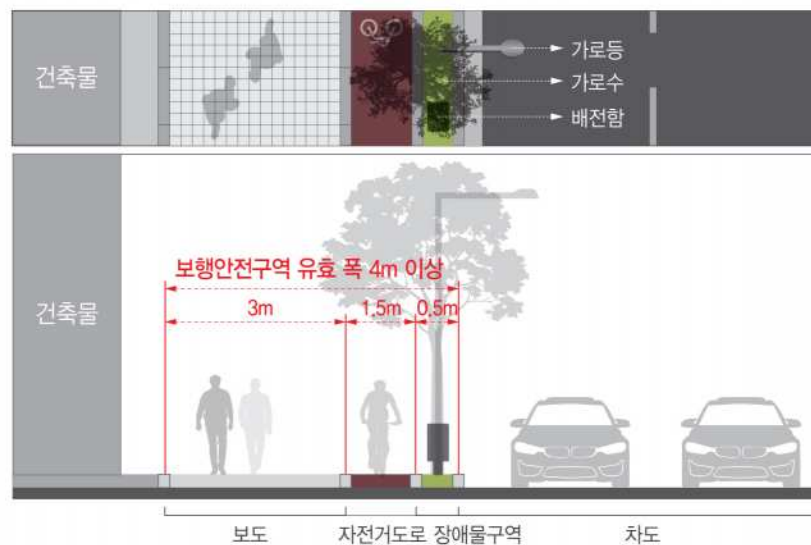 건축물
가로등
가로수
배전함
건축물
보행안전구역 유효 폭 4m 이상
3m
1.5m
0.5m
보도
자전거도로
장애물구역
차도